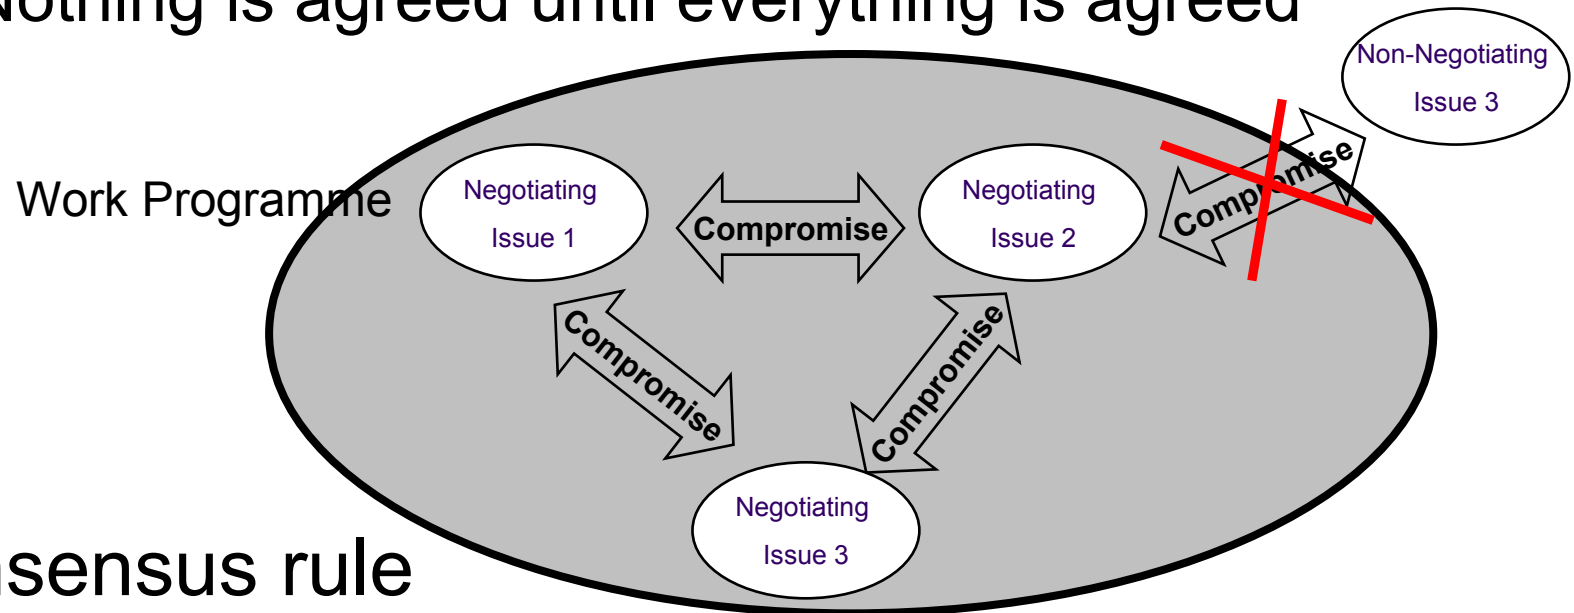 Nothing is agreed until everything is agreed
Non-Negotiating
Issue 3
Work Programme
Negotiating
Issue 1
Compromise
Negotiating
Issue 2
Compromise
Compromise
Compromise
Negotiating
Issue 3
nsensus rule